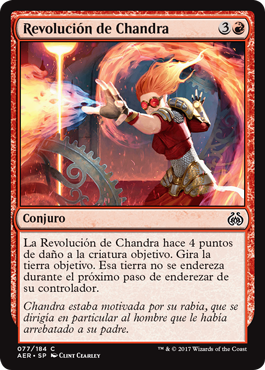 Revolución de Chandra 3
Conjuro
La Revolución de Chandra hace 4 puntos
de daño a la criatura objetivo. Gira la
tierra objetivo. Esa tierra no se endereza
durante el próximo paso de enderezar de
su controlador.
Chandra estaba motivada por su rabia, que se
dirigía en particular al hombre que le había
arrebatado a su padre.
077/184 C
AER • SP CLINT CEARLEY
™ & © 2017 Wizards of the Coast